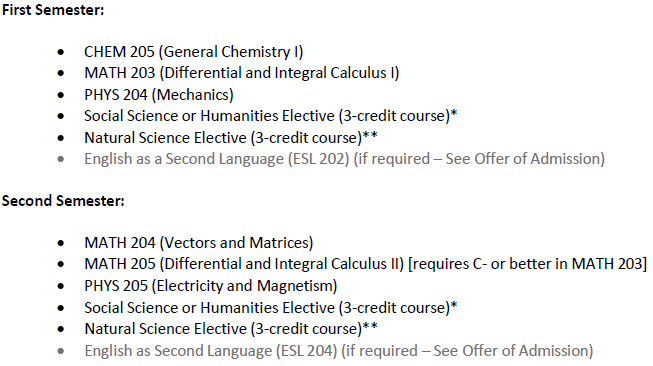 First Semester:
• CHEM 205 (General Chemistry I)
• MATH 203 (Differential and Integral Calculus I)
• PHYS 204 (Mechanics)
• Social Science or Humanities Elective (3-credit course)*
• Natural Science Elective (3-credit course)**
• English as a Second Language (ESL 202) (if required – See Offer of Admission)
Second Semester:
• MATH 204 (Vectors and Matrices)
• MATH 205 (Differential and Integral Calculus II) [requires C- or better in MATH 203]
• PHYS 205 (Electricity and Magnetism)
• Social Science or Humanities Elective (3-credit course)*
• Natural Science Elective (3-credit course)**
• English as Second Language (ESL 204) (if required – See Offer of Admission)